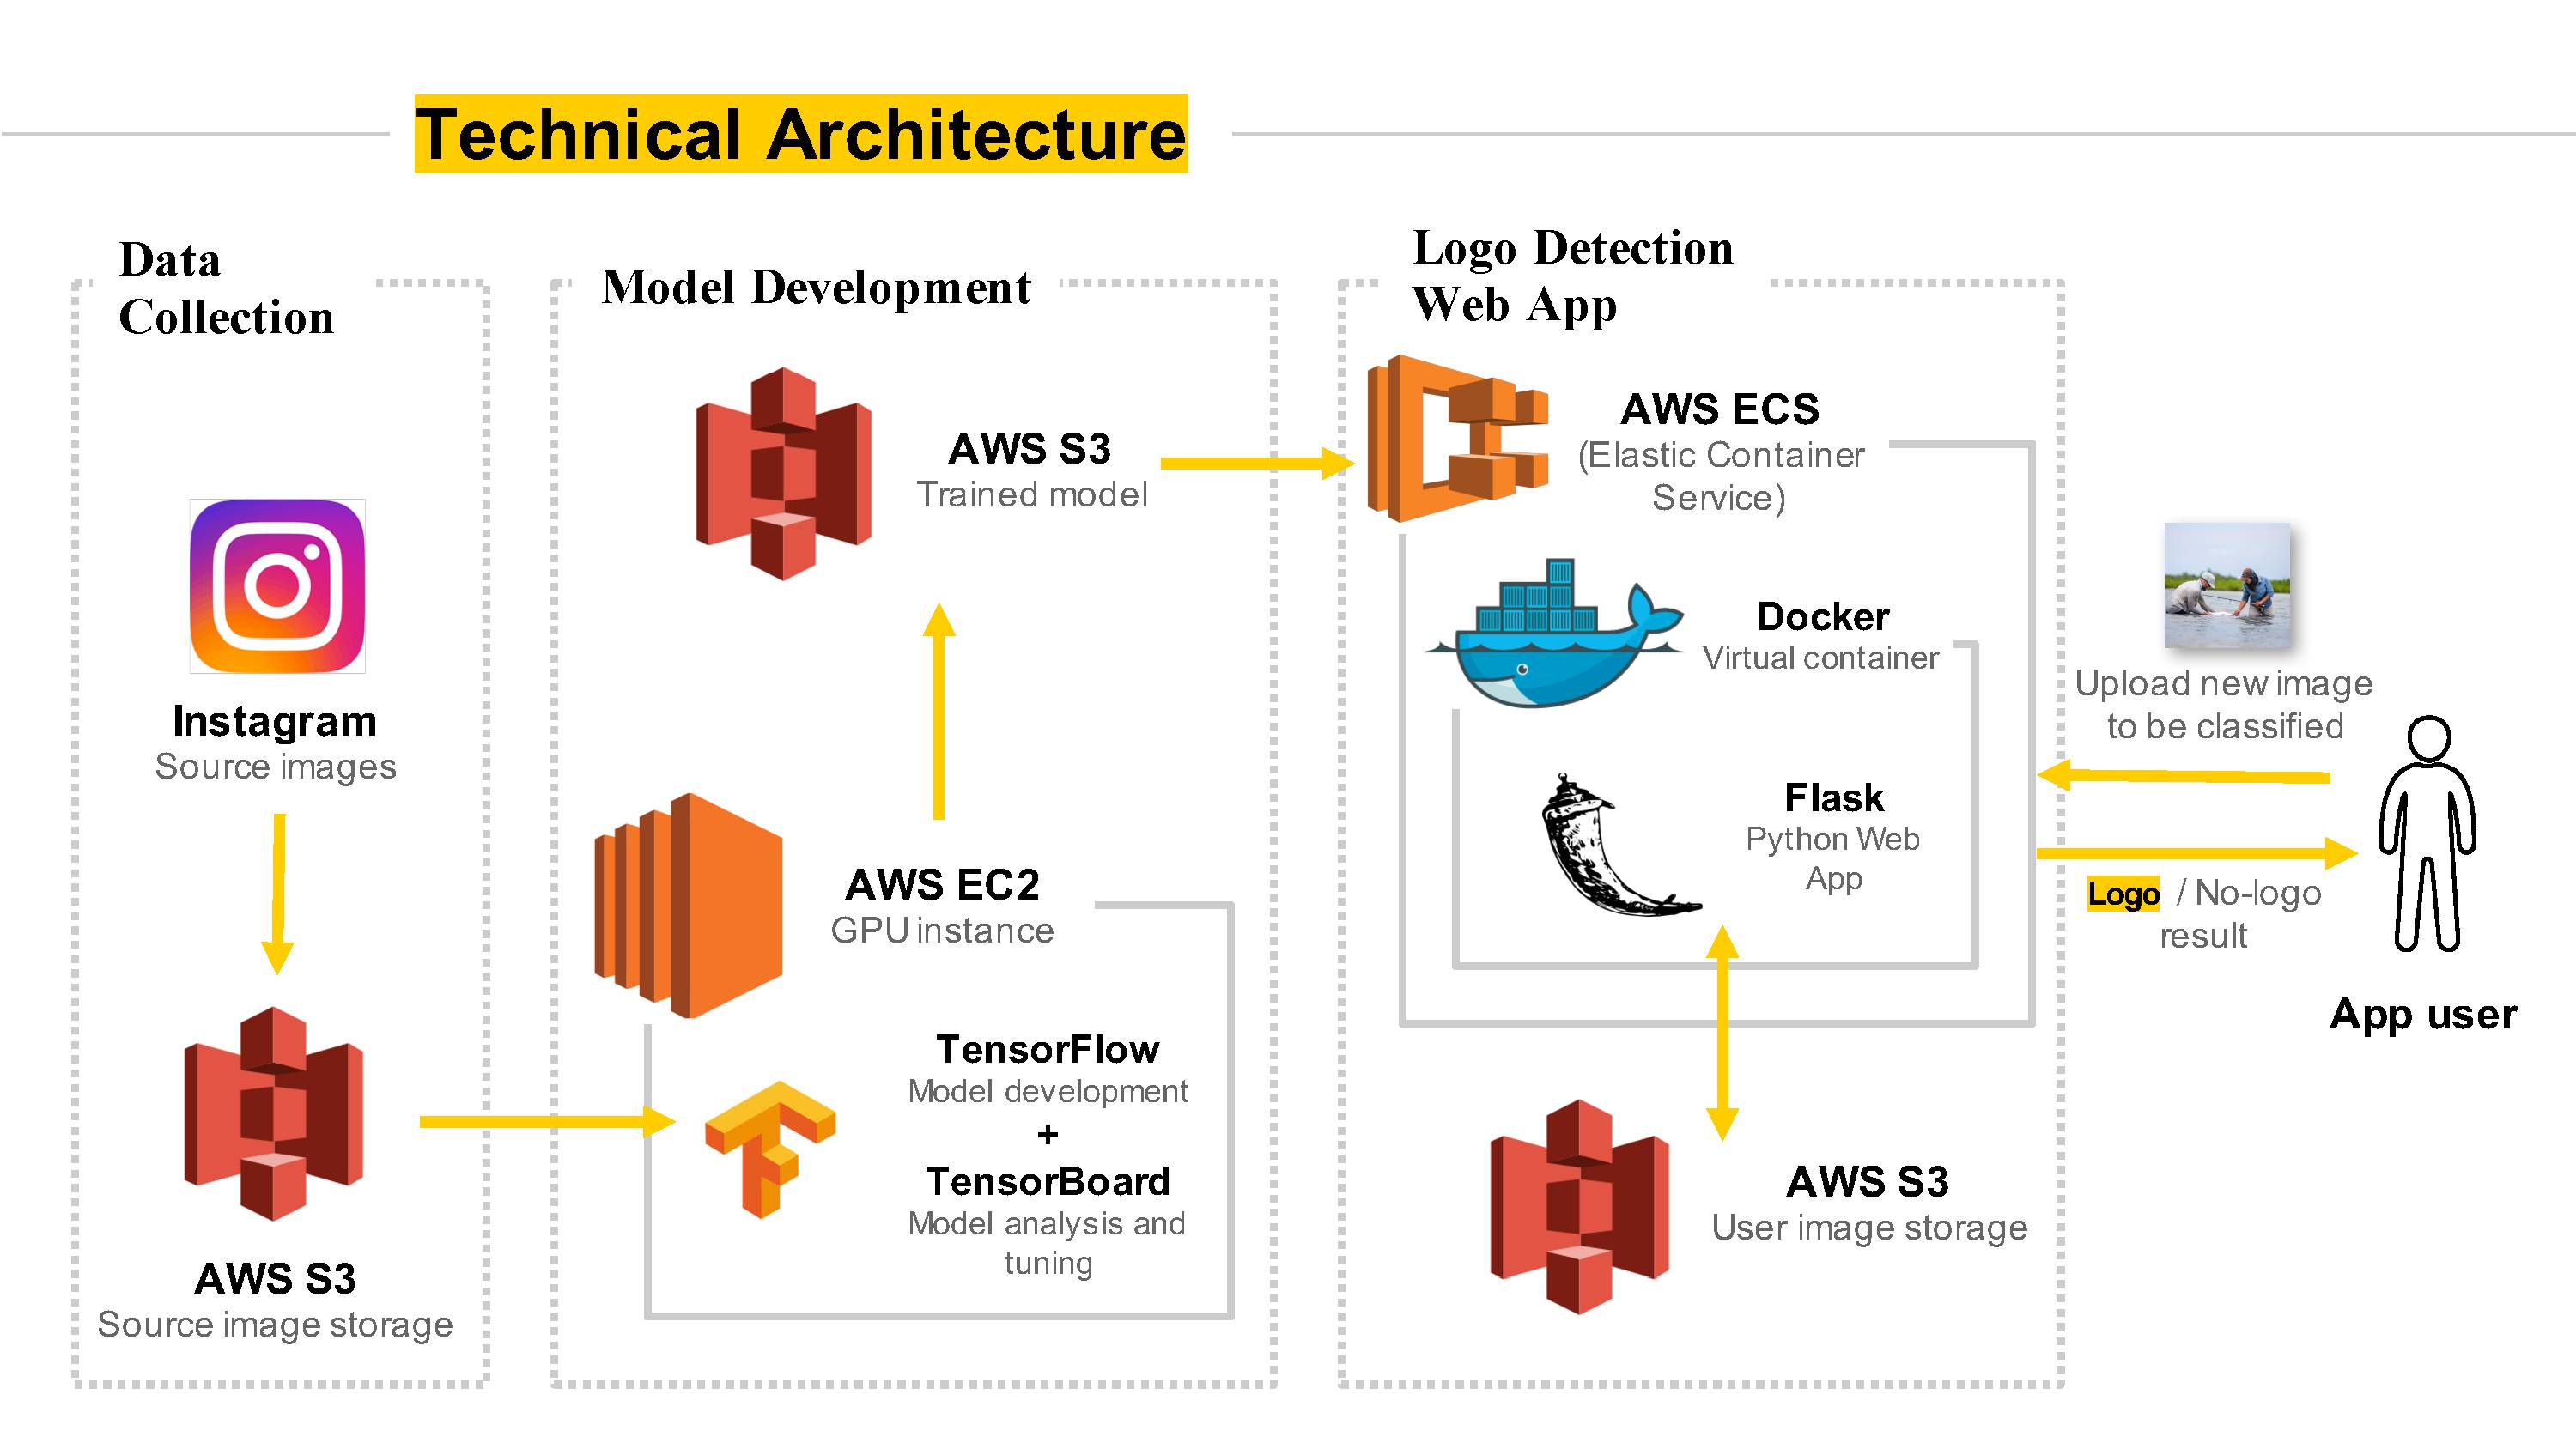 Technical Architecture
Data
Collection
Instagram
Source images
AWS S3
Source image storage
Model Development
AWS S3
Trained model
AWS EC2
GPU instance
TensorFlow
Model development
+
TensorBoard
Model analysis and
tuning
Logo Detection
Web App
AWS ECS
(Elastic Container
Service)
Docker
Virtual container
Flask
Python Web
App
AWS S3
User image storage
Upload new image
to be classified
Logo / No-logo
result
App user